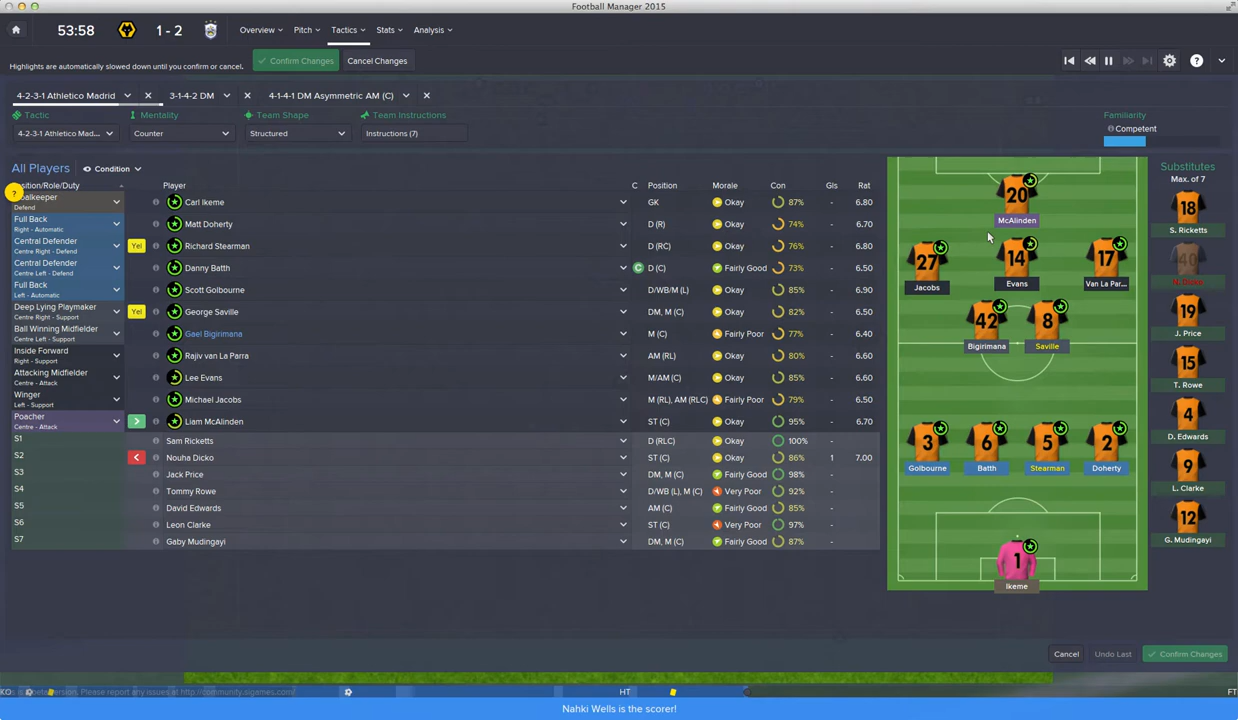 Football Manager 2015
53:58 1 - 2 Overview Pitch Tactics Stats Analysis
Highlights are automatically slowed down until you confirm or cancel. Confirm Changes Cancel Changes
4-2-3-1 Athletico Madrid 3-1-4-2 DM 4-1-4-1 DM Asymmetric AM (C)
Tactic Mentality Team Shape Team Instructions Familiarity
4-2-3-1 Athletico Mad... Counter Structured Instructions (7) Competent
All Players Condition
Position/Role/Duty Player C Position Morale Con Gls Rat
Goalkeeper
Defend
Carl Ikeme GK Okay 87% - 6.80
Full Back
Right - Automatic
Matt Doherty D (R) Okay 74% - 6.70
Central Defender
Centre Right - Defend
Yel Richard Stearman D (RC) Okay 76% - 6.80
Central Defender
Centre Left - Defend
Danny Batth C D (C) Fairly Good 73% - 6.50
Full Back
Left - Automatic
Scott Golbourne D/WB/M (L) Okay 85% - 6.90
Deep Lying Playmaker
Centre Right - Support
Yel George Saville DM, M (C) Okay 82% - 6.50
Ball Winning Midfielder
Centre Left - Support
Gael Bigirimana M (C) Fairly Poor 77% - 6.40
Inside Forward
Right - Support
Rajiv van La Parra AM (RL) Okay 80% - 6.60
Attacking Midfielder
Centre - Attack
Lee Evans M/AM (C) Okay 85% - 6.60
Winger
Left - Support
Michael Jacobs M (RL), AM (RLC) Fairly Poor 79% - 6.50
Poacher
Centre - Attack
Liam McAlinden ST (C) Okay 95% - 6.70
S1 Sam Ricketts D (RLC) Okay 100% -
S2 Nouha Dicko ST (C) Okay 86% 1 7.00
S3 Jack Price DM, M (C) Fairly Good 98% -
S4 Tommy Rowe D/WB (L), M (C) Very Poor 92% -
S5 David Edwards AM (C) Fairly Good 85% -
S6 Leon Clarke ST (C) Very Poor 97% -
S7 Gaby Mudingayi DM, M (C) Fairly Good 87% -
20
McAlinden
27 14 17
Jacobs Evans Van La Par...
42 8
Bigirimana Saville
3 6 5 2
Golbourne Batth Stearman Doherty
1
Ikeme
Substitutes
Max. of 7
18
S. Ricketts
40
19
J. Price
15
T. Rowe
4
D. Edwards
9
L. Clarke
12
G. Mudingayi
Cancel Undo Last Confirm Changes
KO Please report any issues at http://community.sigames.com/ HT FT
Nahki Wells is the scorer!